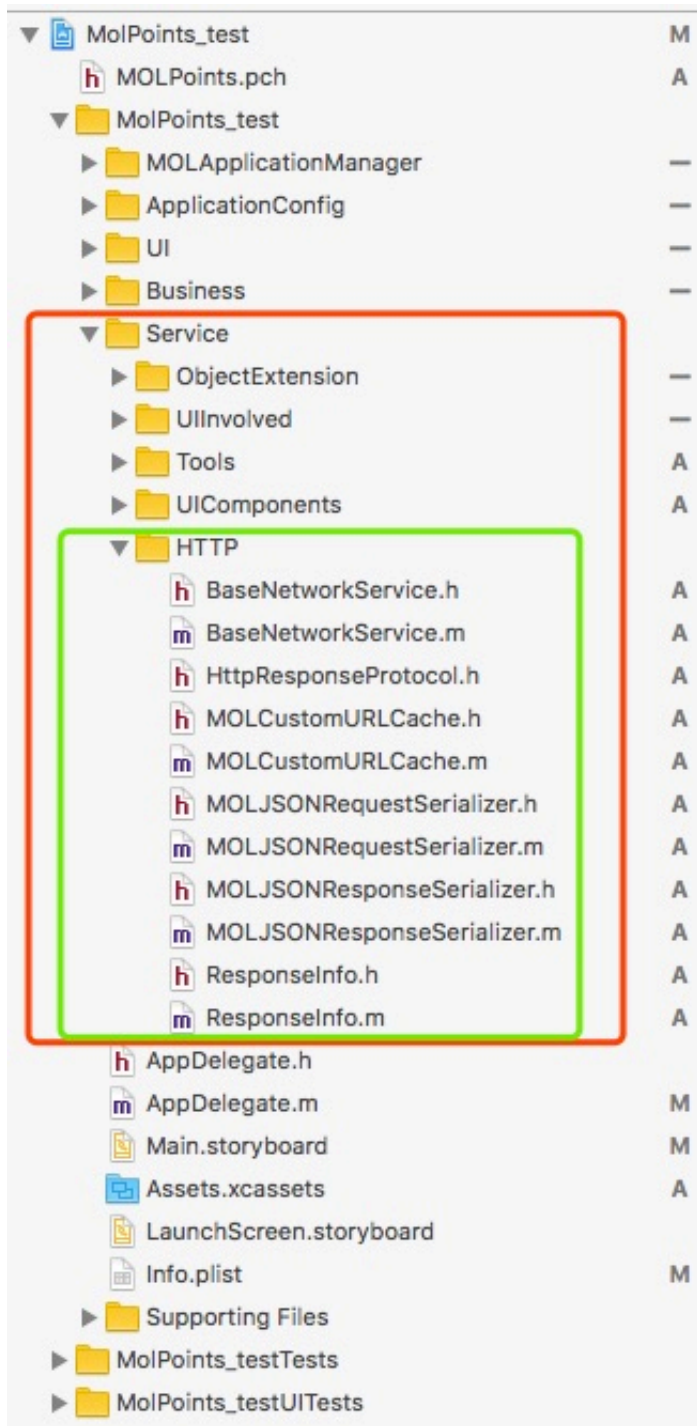 MolPoints_test M
h MOLPoints.pch A
MolPoints_test
MOLApplicationManager —
ApplicationConfig —
UI —
Business —
Service
ObjectExtension —
UIInvolved —
Tools A
UIComponents A
HTTP
h BaseNetworkService.h A
m BaseNetworkService.m A
h HttpResponseProtocol.h A
h MOLCustomURLCache.h A
m MOLCustomURLCache.m A
h MOLJSONRequestSerializer.h A
m MOLJSONRequestSerializer.m A
h MOLJSONResponseSerializer.h A
m MOLJSONResponseSerializer.m A
h ResponseInfo.h A
m ResponseInfo.m A
h AppDelegate.h
m AppDelegate.m M
Main.storyboard M
Assets.xcassets A
LaunchScreen.storyboard
Info.plist M
Supporting Files
MolPoints_testTests
MolPoints_testUITests